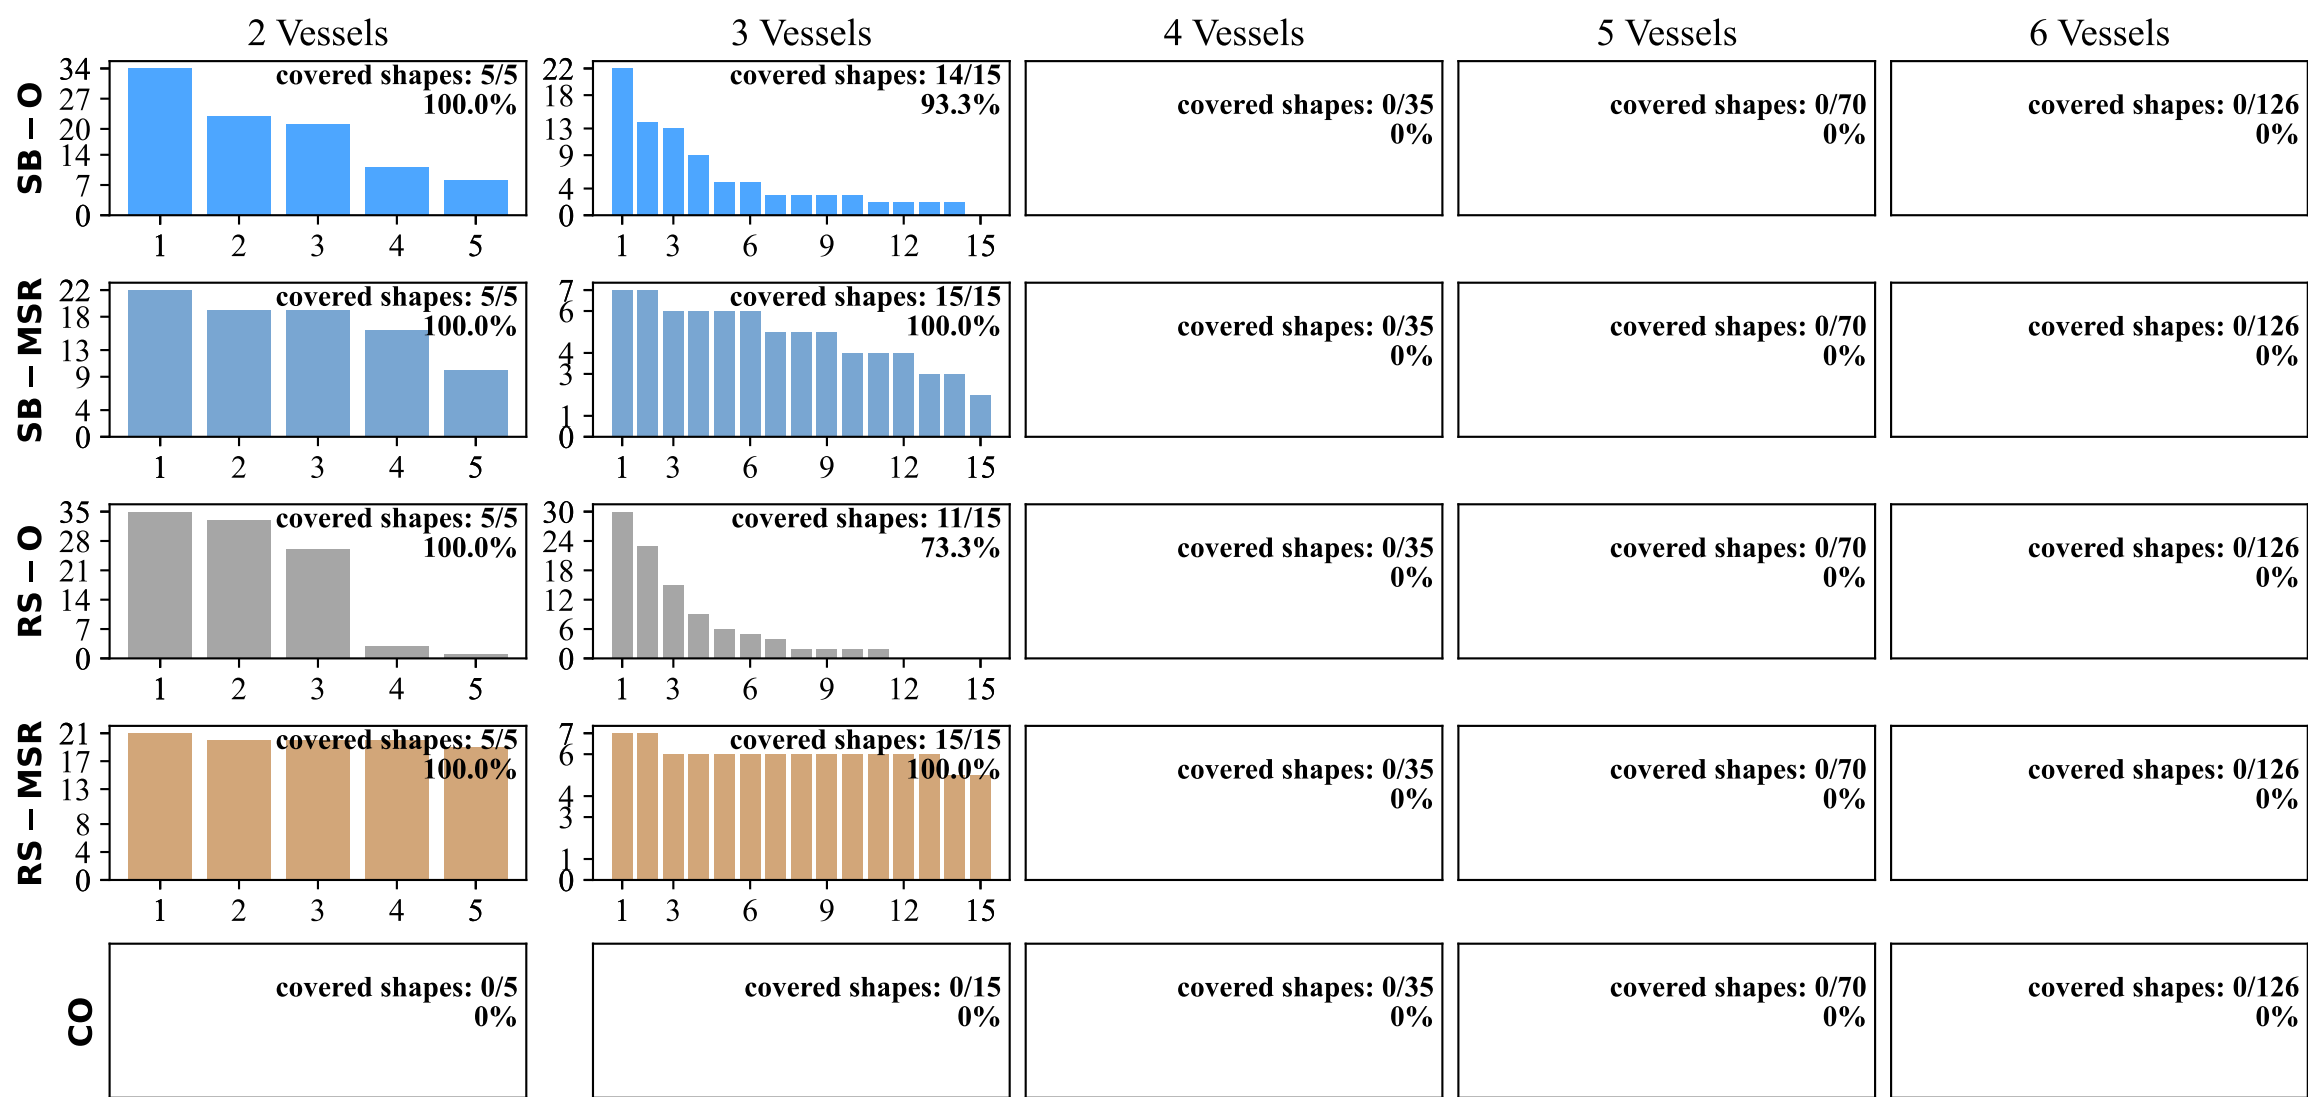 2 Vessels 3 Vessels 4 Vessels 5 Vessels 6 Vessels
SB – O
34
27
20
14
7
0
covered shapes: 5/5
100.0%
1 2 3 4 5
22
18
13
9
4
0
covered shapes: 14/15
93.3%
1 3 6 9 12 15
covered shapes: 0/35
0%
covered shapes: 0/70
0%
covered shapes: 0/126
0%
SB – MSR
22
18
13
9
4
0
covered shapes: 5/5
100.0%
1 2 3 4 5
7
6
4
3
1
0
covered shapes: 15/15
100.0%
1 3 6 9 12 15
covered shapes: 0/35
0%
covered shapes: 0/70
0%
covered shapes: 0/126
0%
RS – O
35
28
21
14
7
0
covered shapes: 5/5
100.0%
1 2 3 4 5
30
24
18
12
6
0
covered shapes: 11/15
73.3%
1 3 6 9 12 15
covered shapes: 0/35
0%
covered shapes: 0/70
0%
covered shapes: 0/126
0%
RS – MSR
21
17
13
8
4
0
covered shapes: 5/5
100.0%
1 2 3 4 5
7
6
4
3
1
0
covered shapes: 15/15
100.0%
1 3 6 9 12 15
covered shapes: 0/35
0%
covered shapes: 0/70
0%
covered shapes: 0/126
0%
CO
covered shapes: 0/5
0%
covered shapes: 0/15
0%
covered shapes: 0/35
0%
covered shapes: 0/70
0%
covered shapes: 0/126
0%